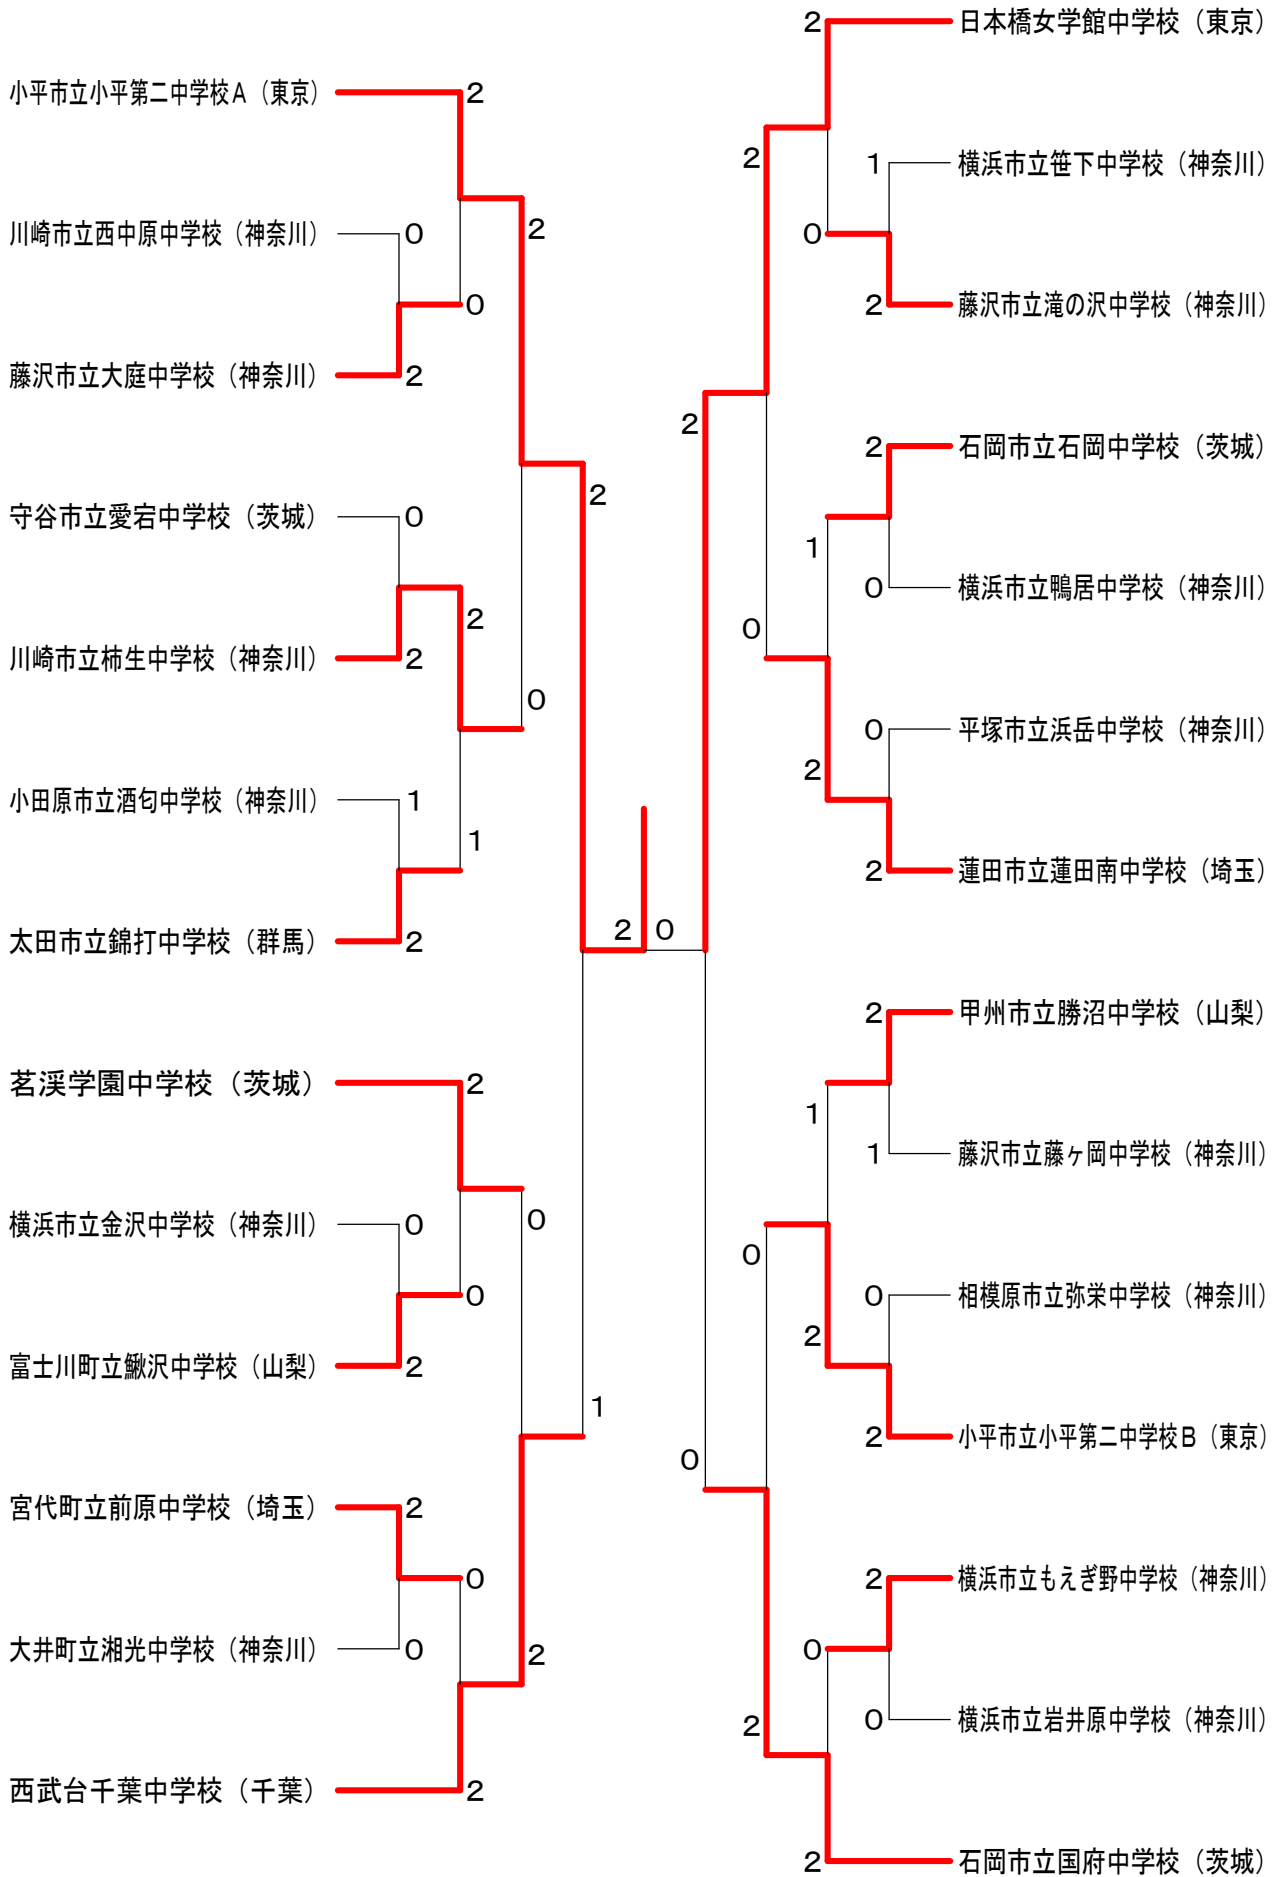 小平市立小平第二中学校A（東京）
2
川崎市立西中原中学校（神奈川）
0
2
0
藤沢市立大庭中学校（神奈川）
2
2
守谷市立愛宕中学校（茨城）
0
2
川崎市立柿生中学校（神奈川）
2
0
小田原市立酒匂中学校（神奈川）
1
1
太田市立錦打中学校（群馬）
2
2
0
茗渓学園中学校（茨城）
2
横浜市立金沢中学校（神奈川）
0
0
0
富士川町立鰍沢中学校（山梨）
2
1
宮代町立前原中学校（埼玉）
2
0
大井町立湘光中学校（神奈川）
0
2
西武台千葉中学校（千葉）
2
2
日本橋女学館中学校（東京）
2
1
横浜市立笹下中学校（神奈川）
0
2
藤沢市立滝の沢中学校（神奈川）
2
2
石岡市立石岡中学校（茨城）
1
0
横浜市立鴨居中学校（神奈川）
0
0
平塚市立浜岳中学校（神奈川）
2
2
蓮田市立蓮田南中学校（埼玉）
2
甲州市立勝沼中学校（山梨）
1
1
藤沢市立藤ヶ岡中学校（神奈川）
0
0
相模原市立弥栄中学校（神奈川）
2
2
小平市立小平第二中学校B（東京）
0
2
横浜市立もえぎ野中学校（神奈川）
0
0
横浜市立岩井原中学校（神奈川）
2
2
石岡市立国府中学校（茨城）